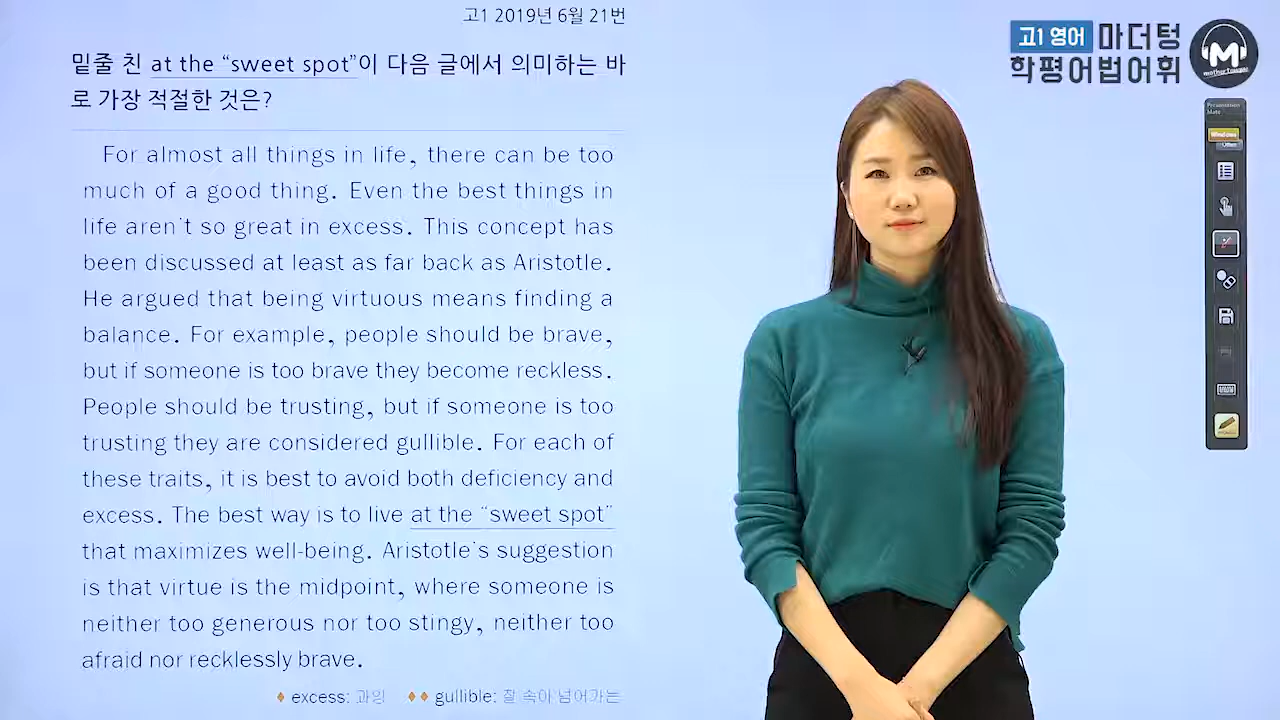 고1 2019년 6월 21번
밑줄 친 at the “sweet spot”이 다음 글에서 의미하는 바
로 가장 적절한 것은?
For almost all things in life, there can be too
much of a good thing. Even the best things in
life aren't so great in excess. This concept has
been discussed at least as far back as Aristotle.
He argued that being virtuous means finding a
balance. For example, people should be brave,
but if someone is too brave they become reckless.
People should be trusting, but if someone is too
trusting they are considered gullible. For each of
these traits, it is best to avoid both deficiency and
excess. The best way is to live at the “sweet spot”
that maximizes well-being. Aristotle's suggestion
is that virtue is the midpoint, where someone is
neither too generous nor too stingy, neither too
afraid nor recklessly brave.
excess: 과잉 gullible: 잘 속아 넘어가는
고1 영어 마더텅
학평어법어휘
M